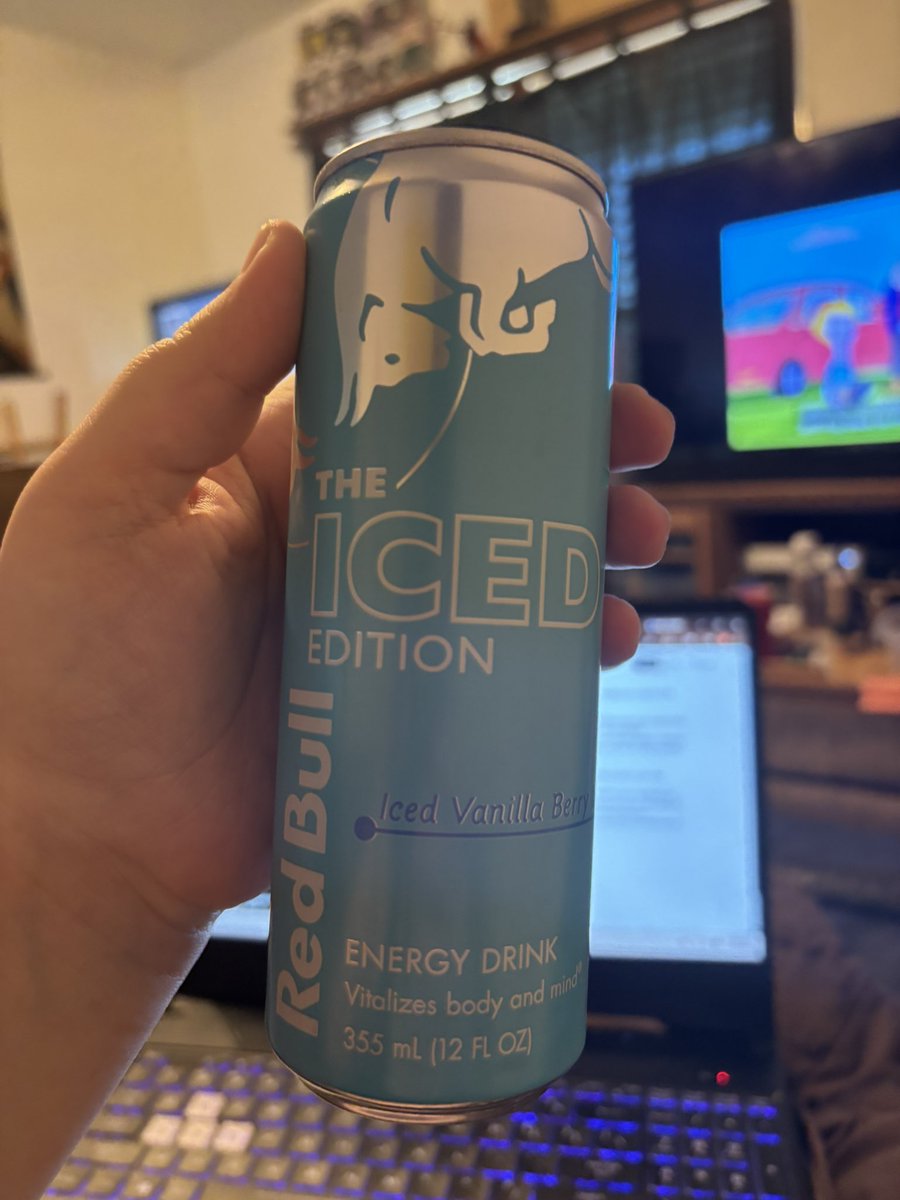 THE
ICED
EDITION
Red Bull
Iced Vanilla Berry
ENERGY DRINK
Vitalizes body and mind®
355 mL (12 FL OZ)